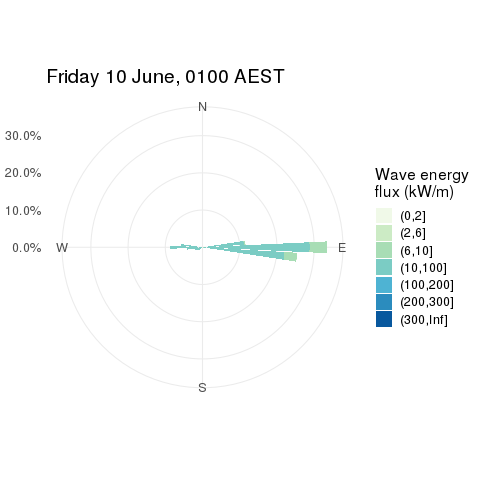 Friday 10 June, 0100 AEST
N
30.0%
20.0%
10.0%
0.0%
W
E
S
Wave energy
flux (kW/m)
(0,2]
(2,6]
(6,10]
(10,100]
(100,200]
(200,300]
(300,Inf]